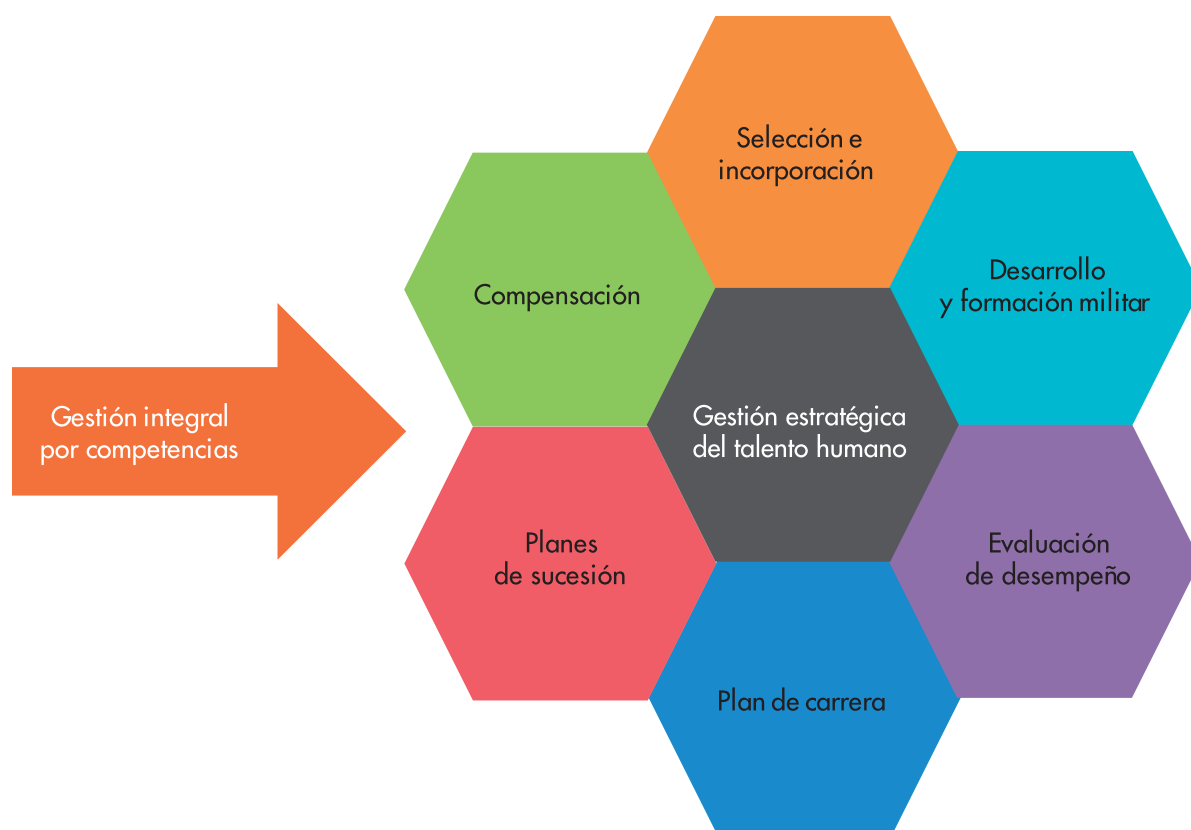 Selección e
incorporación
Desarrollo
y formación militar
Compensación
Gestión integral
por competencias
Gestión estratégica
del talento humano
Planes
de sucesión
Evaluación
de desempeño
Plan de carrera